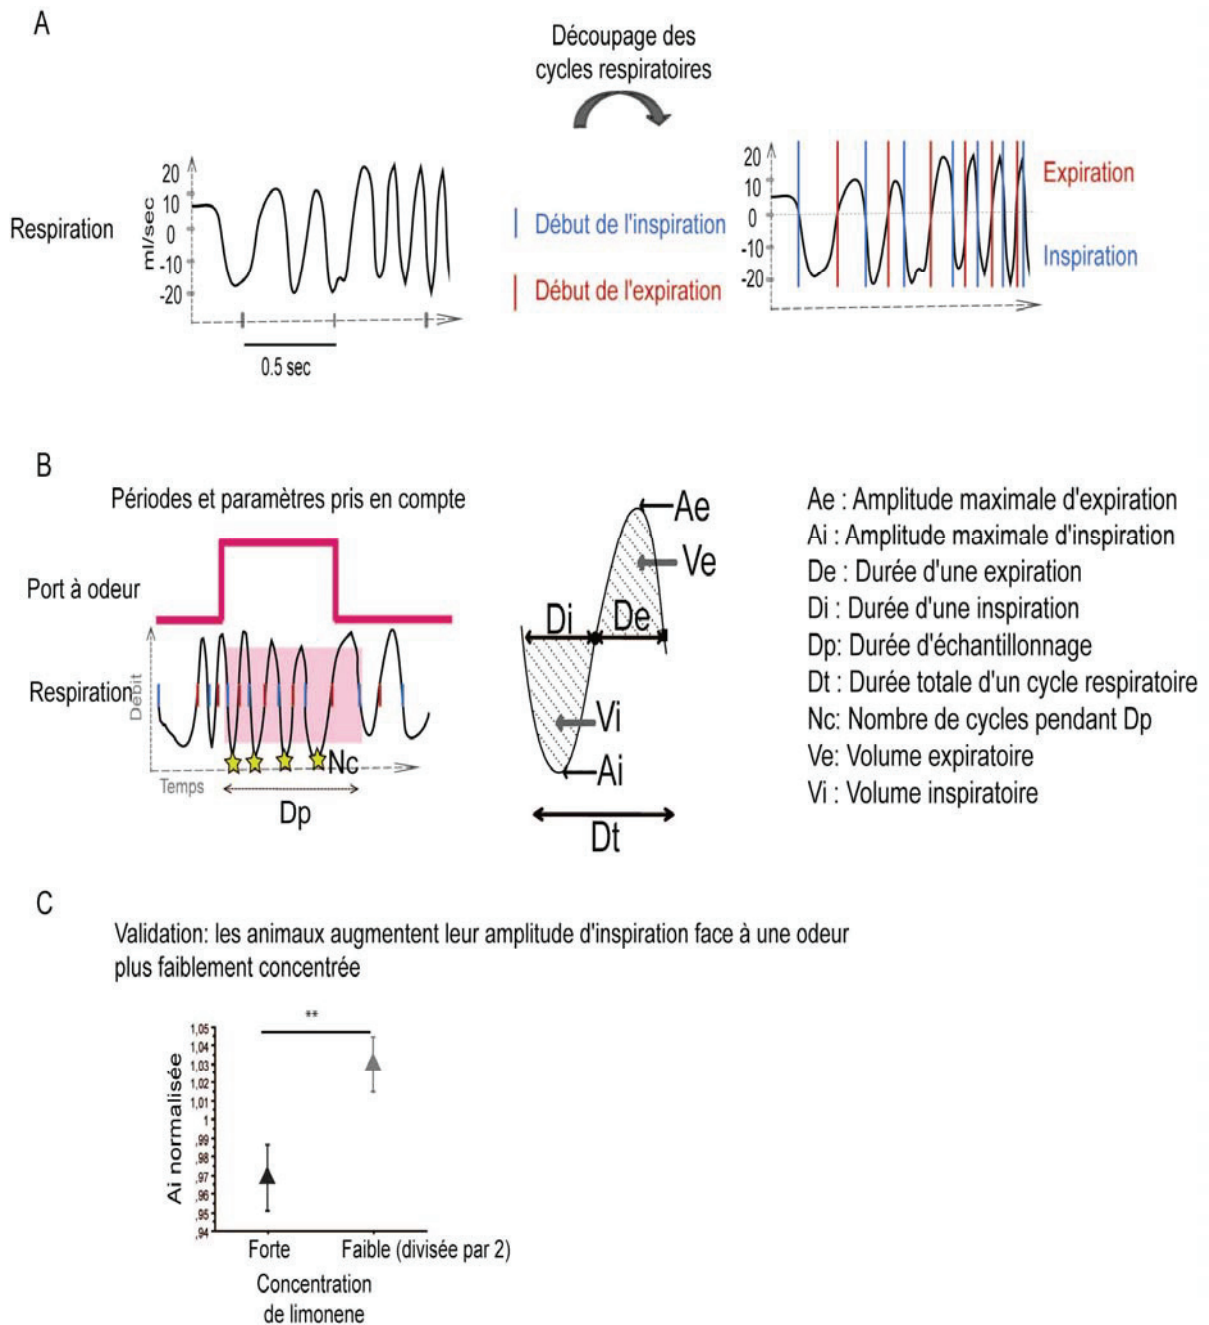 A
Découpage des
cycles respiratoires
Respiration
ml/sec
20
10
0
-10
-20
0.5 sec
Début de l'inspiration
Début de l'expiration
20
10
0
-10
-20
Expiration
Inspiration
B
Périodes et paramètres pris en compte
Port à odeur
Respiration
Débit
Temps
Nc
Dp
Ae
Ve
Di
De
Vi
Ai
Dt
Ae : Amplitude maximale d'expiration
Ai : Amplitude maximale d'inspiration
De : Durée d'une expiration
Di : Durée d'une inspiration
Dp: Durée d'échantillonnage
Dt : Durée totale d'un cycle respiratoire
Nc: Nombre de cycles pendant Dp
Ve: Volume expiratoire
Vi : Volume inspiratoire
C
Validation: les animaux augmentent leur amplitude d'inspiration face à une odeur
plus faiblement concentrée
**
Ai normalisée
1,05
1,04
1,03
1,02
1,01
1
,99
,98
,97
,96
,95
,94
Forte
Faible (divisée par 2)
Concentration
de limonene